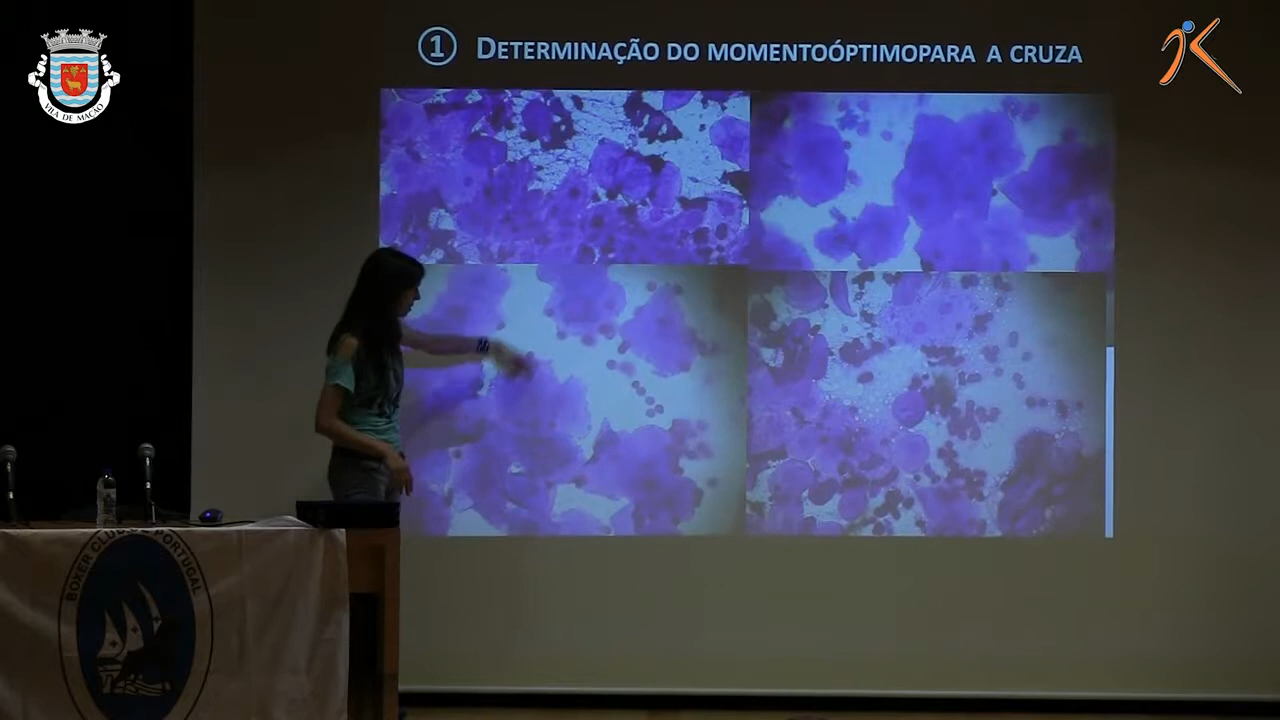 VILA DE MAÇÃO
① DETERMINAÇÃO DO MOMENTOÓPTIMOPARA A CRUZA
BOXER CLUBE DE PORTUGAL